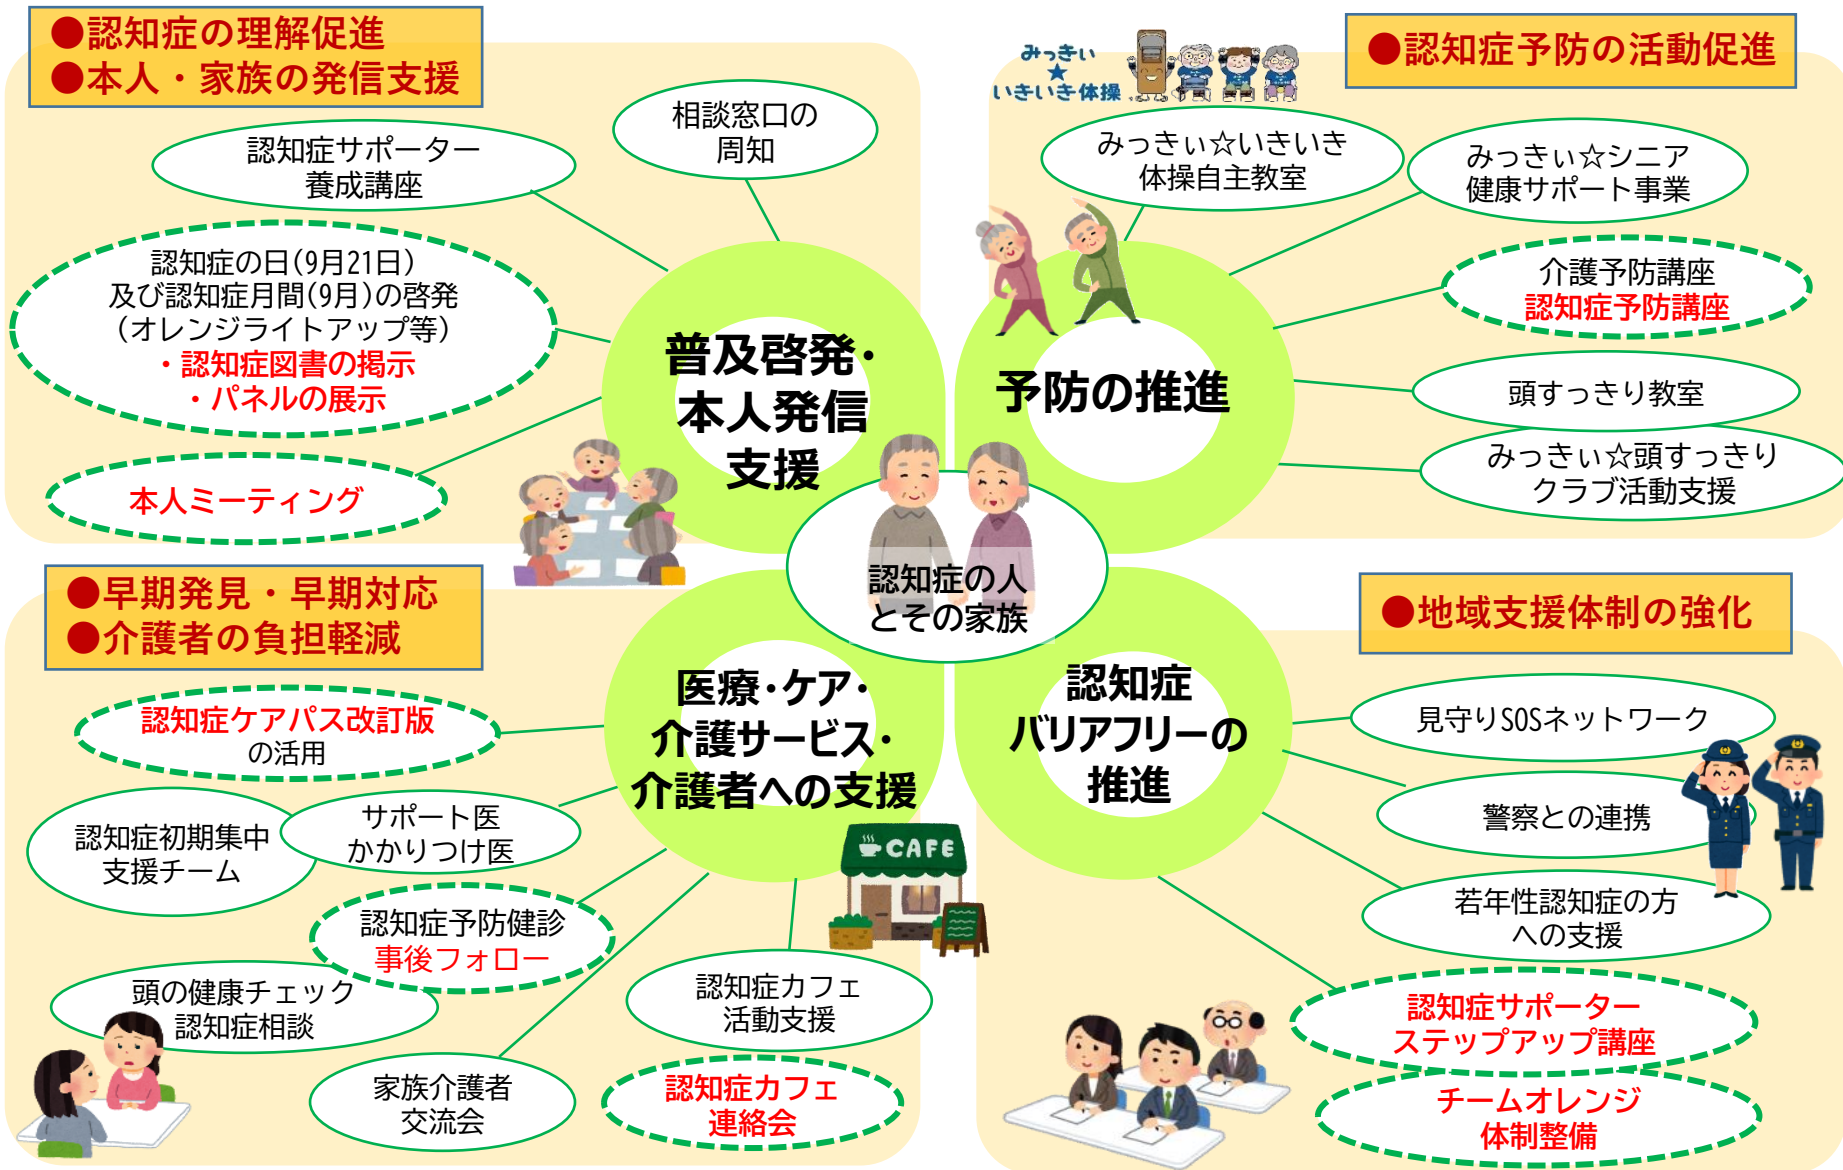 ●認知症の理解促進
●本人・家族の発信支援
認知症サポーター
養成講座
相談窓口の
周知
認知症の日(9月21日)
及び認知症月間(9月)の啓発
(オレンジライトアップ等)
・認知症図書の掲示
・パネルの展示
本人ミーティング
普及啓発・
本人発信
支援
みっきぃ
★
いきいき体操
●認知症予防の活動促進
みっきぃ☆いきいき
体操自主教室
みっきぃ☆シニア
健康サポート事業
介護予防講座
認知症予防講座
頭すっきり教室
みっきぃ☆頭すっきり
クラブ活動支援
予防の推進
認知症の人
とその家族
●早期発見・早期対応
●介護者の負担軽減
認知症ケアパス改訂版
の活用
認知症初期集中
支援チーム
サポート医
かかりつけ医
認知症予防健診
事後フォロー
頭の健康チェック
認知症相談
家族介護者
交流会
認知症カフェ
活動支援
認知症カフェ
連絡会
医療・ケア・
介護サービス・
介護者への支援
CAFE
●地域支援体制の強化
認知症
バリアフリーの
推進
見守りSOSネットワーク
警察との連携
若年性認知症の方
への支援
認知症サポーター
ステップアップ講座
チームオレンジ
体制整備